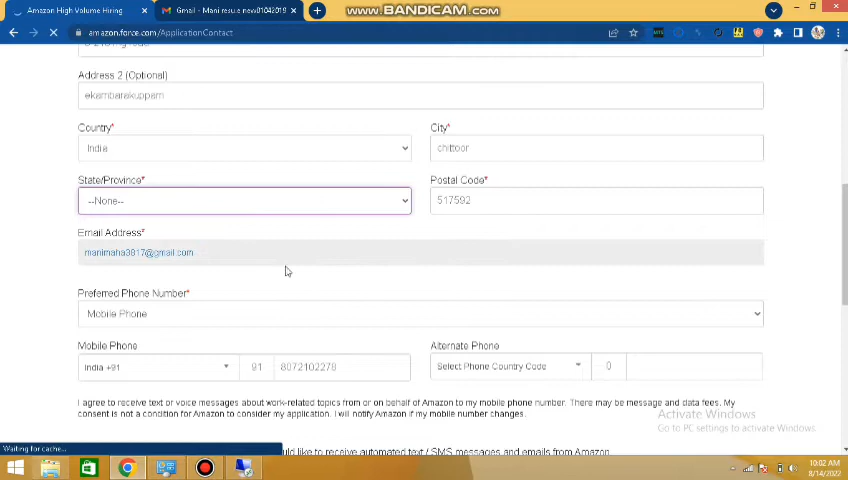 Amazon High Volume Hiring
Gmail - Mani resu.e new01042019
www.BANDICAM.com
amazon.force.com/ApplicationContact
Address 2 (Optional)
ekambarakuppam
Country* City*
India chittoor
State/Province* Postal Code*
--None-- 517592
Email Address*
manimaha3817@gmail.com
Preferred Phone Number*
Mobile Phone
Mobile Phone Alternate Phone
India +91 91 8072102278 Select Phone Country Code 0
I agree to receive text or voice messages about work-related topics from or on behalf of Amazon to my mobile phone number. There may be message and data fees. My
consent is not a condition for Amazon to consider my application. I will notify Amazon if my mobile number changes.
Activate Windows
Go to PC settings to activate Windows.
Waiting for cache...
uld like to receive automated text / SMS messages and emails from Amazon
10:02 AM
8/14/2022